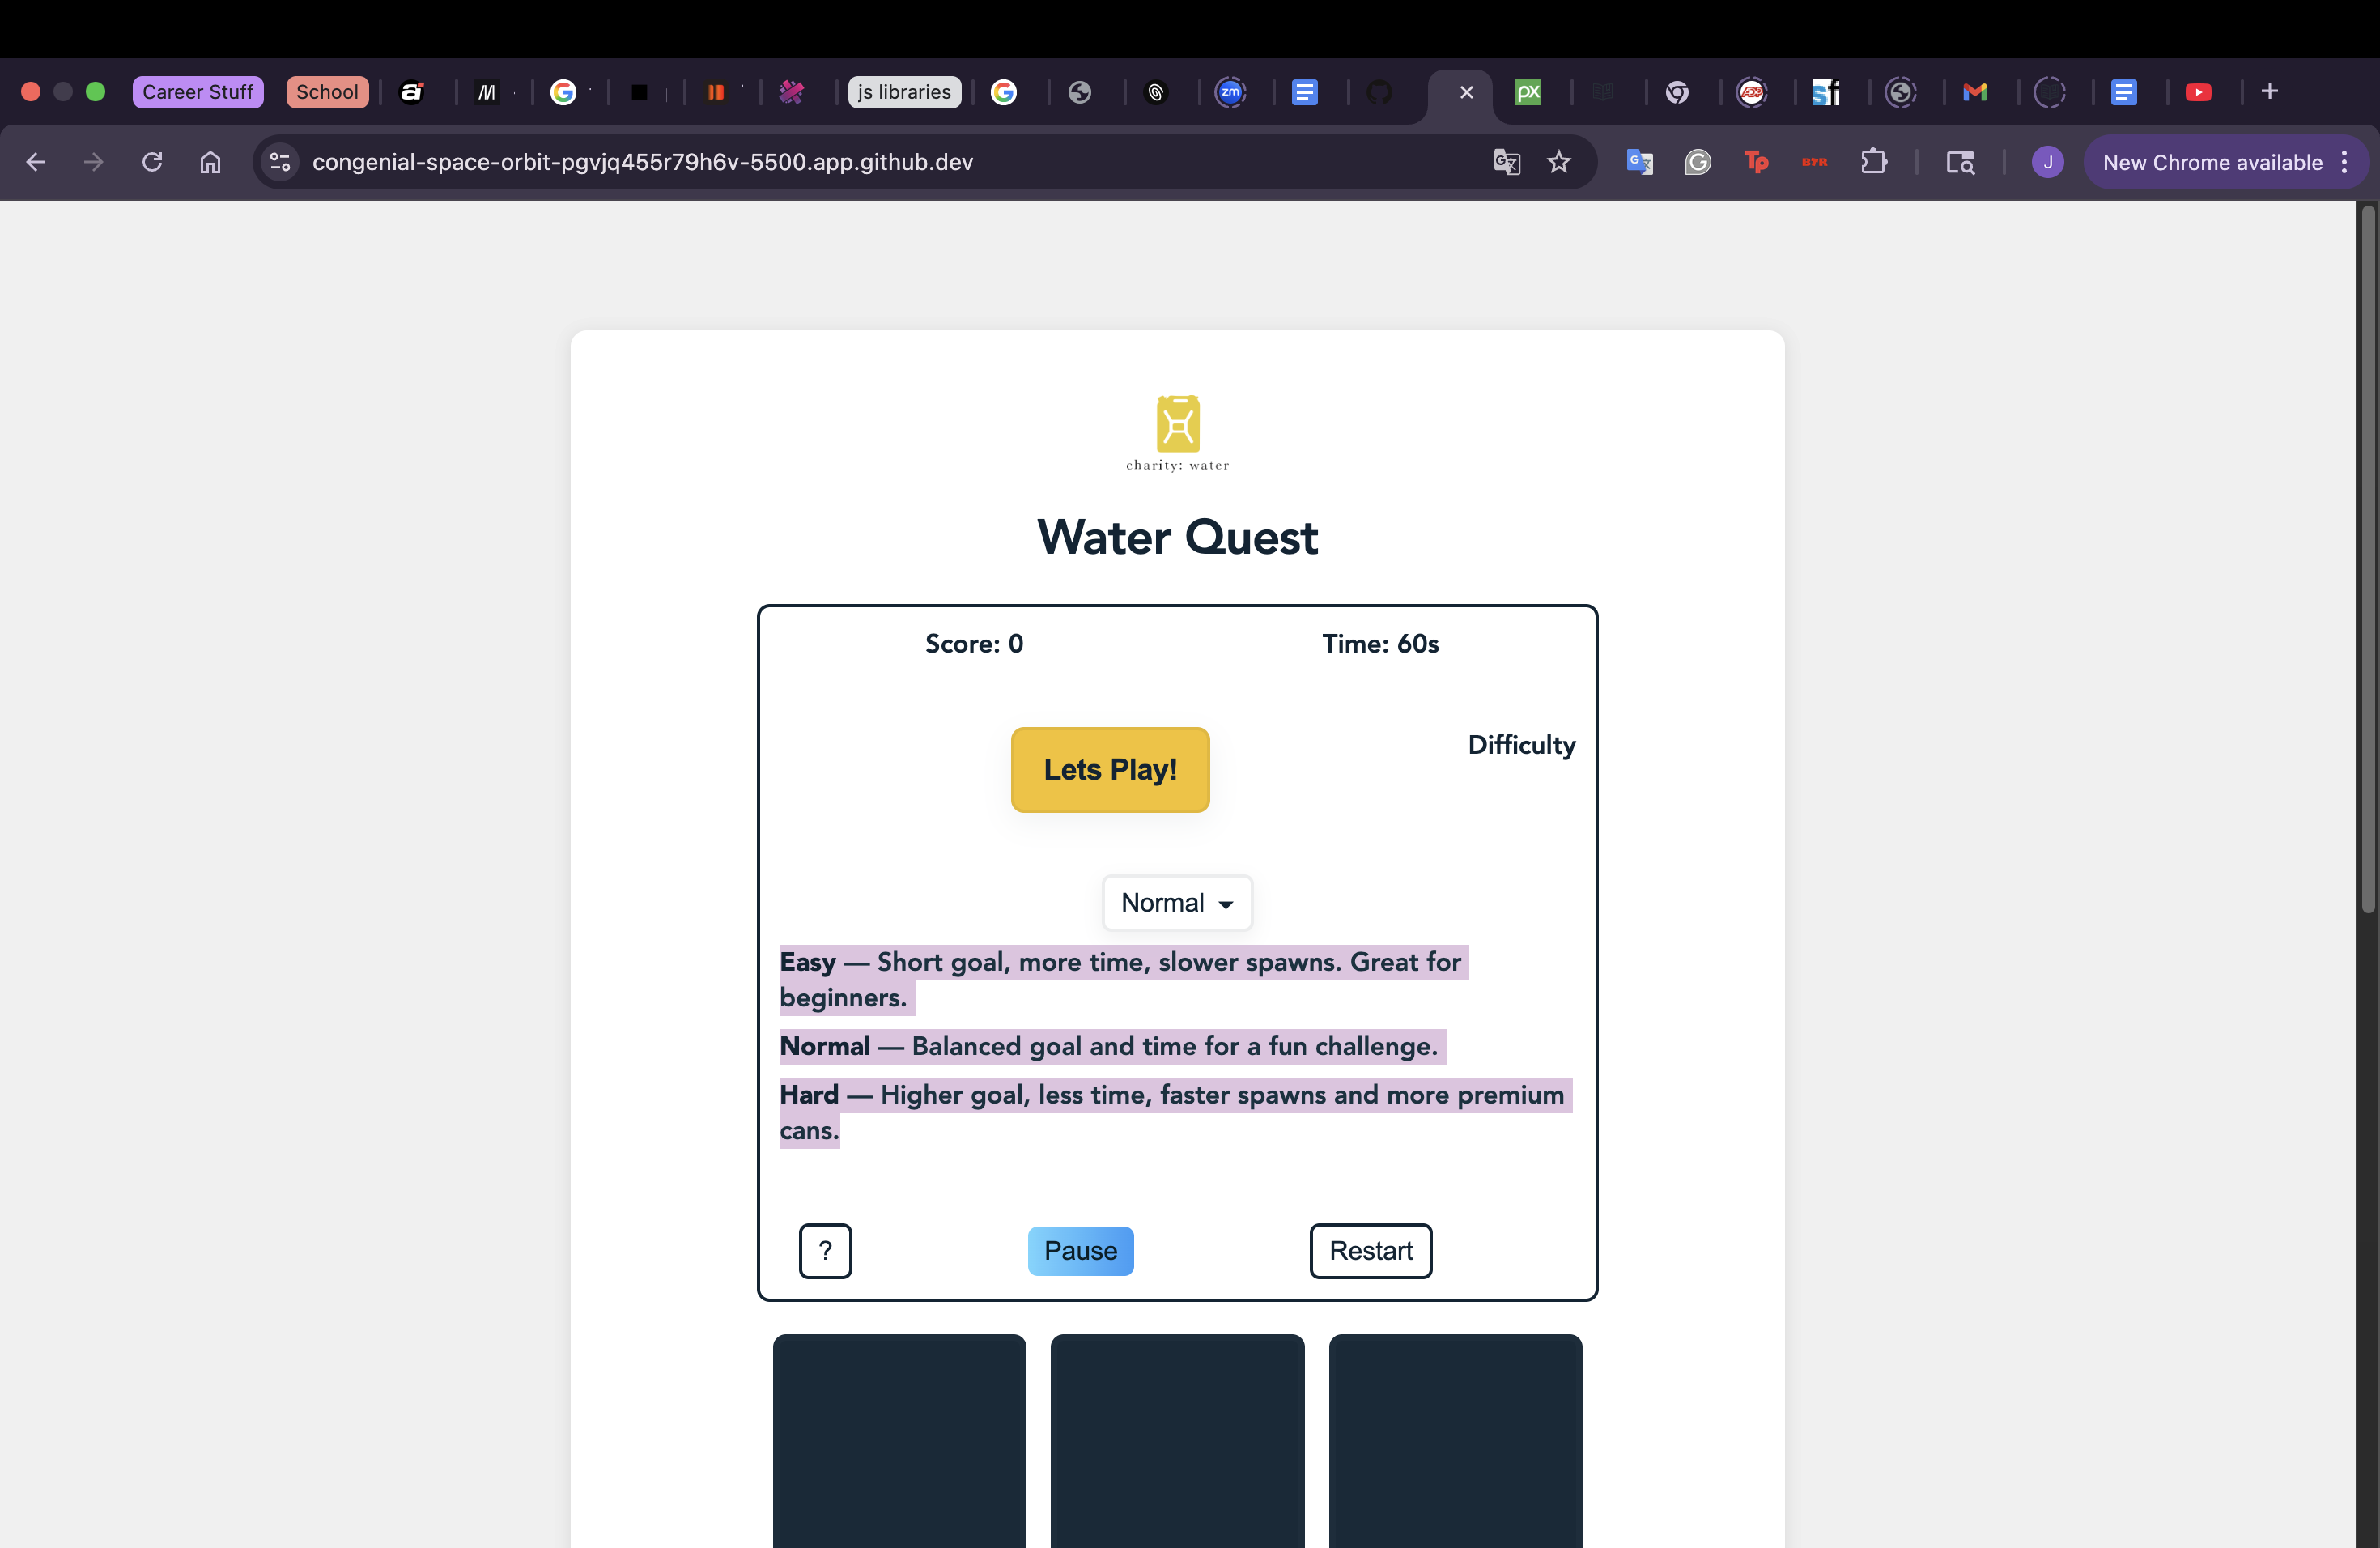 Career Stuff School js libraries
congenial-space-orbit-pgvjq455r79h6v-5500.app.github.dev New Chrome available
charity: water
Water Quest
Score: 0 Time: 60s
Lets Play! Difficulty
Normal
Easy — Short goal, more time, slower spawns. Great for
beginners.
Normal — Balanced goal and time for a fun challenge.
Hard — Higher goal, less time, faster spawns and more premium
cans.
? Pause Restart